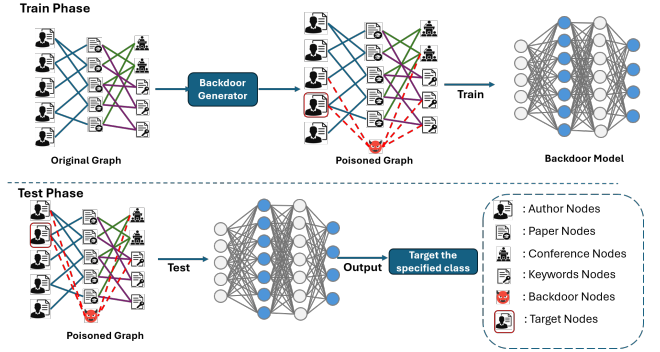 Train Phase
Backdoor
Generator
Train
Original Graph
Poisoned Graph
Backdoor Model
Test Phase
Test
Output
Target the
specified class
Poisoned Graph
: Author Nodes
: Paper Nodes
: Conference Nodes
: Keywords Nodes
: Backdoor Nodes
: Target Nodes